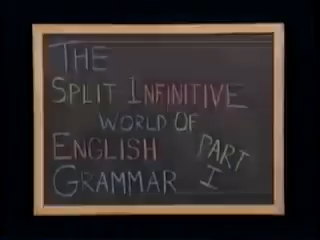 The
Split Infinitive
World Of
English
Grammar
Part
I